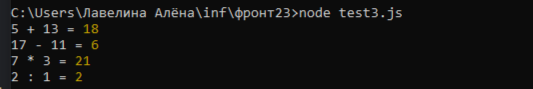 C:\Users\Лавелина Алёна\inf\фронт23>node test3.js
5 + 13 = 18
17 - 11 = 6
7 * 3 = 21
2 : 1 = 2